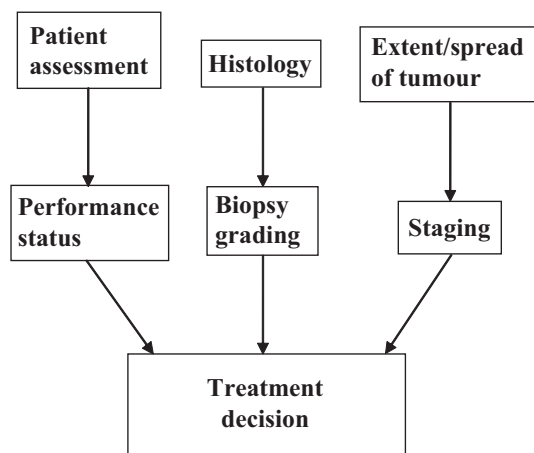 Patient
assessment
Histology
Extent/spread
of tumour
Performance
status
Biopsy
grading
Staging
Treatment
decision